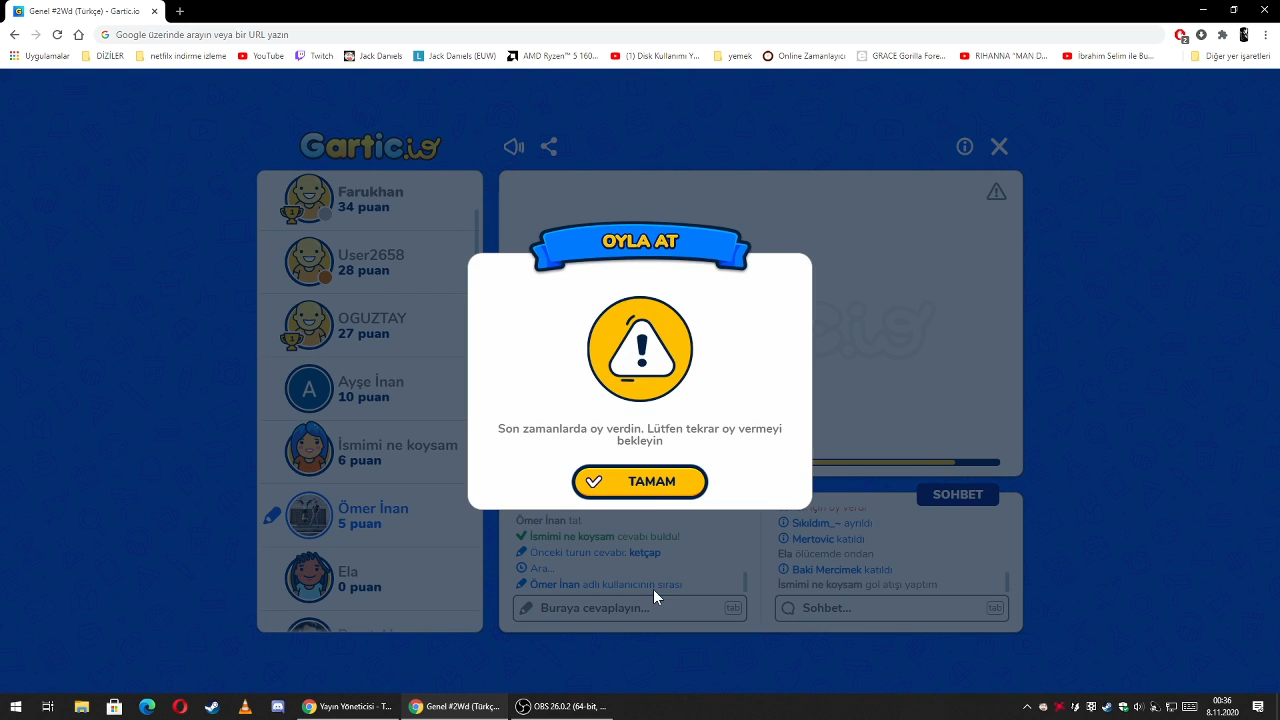 Genel #2Wd (Türkçe) - Gartic.io
Google üzerinde arayın veya bir URL yazın
2
Uygulamalar DİZİLER netfilx indirme izleme YouTube Twitch Jack Daniels Jack Daniels (EUW) AMD Ryzen™ 5 160... (1) Disk Kullanımı Y... yemek Online Zamanlayıcı GRACE Gorilla Fore... RIHANNA "MAN D... İbrahim Selim ile Bu... Diğer yer işaretleri
Gartic.io
Farukhan
34 puan
User2658
28 puan
OGUZTAY
27 puan
A
Ayşe İnan
10 puan
İsmimi ne koysam
6 puan
Ömer İnan
5 puan
Ela
0 puan
OYLA AT
Son zamanlarda oy verdin. Lütfen tekrar oy vermeyi
bekleyin
TAMAM
Ömer İnan tat
İsmimi ne koysam cevabı buldu!
Önceki turun cevabı: ketçap
Ara...
Ömer İnan adlı kullanıcının sırası
Buraya cevaplayın... tab
SOHBET
için oy verdi
Sıkıldım_~ ayrıldı
Mertovic katıldı
Ela ölücemde ondan
Baki Mercimek katıldı
İsmimi ne koysam gol atışı yaptım
Sohbet... tab
Yayın Yöneticisi - T... Genel #2Wd (Türkç... OBS 26.0.2 (64-bit, ...
00:36
8.11.2020